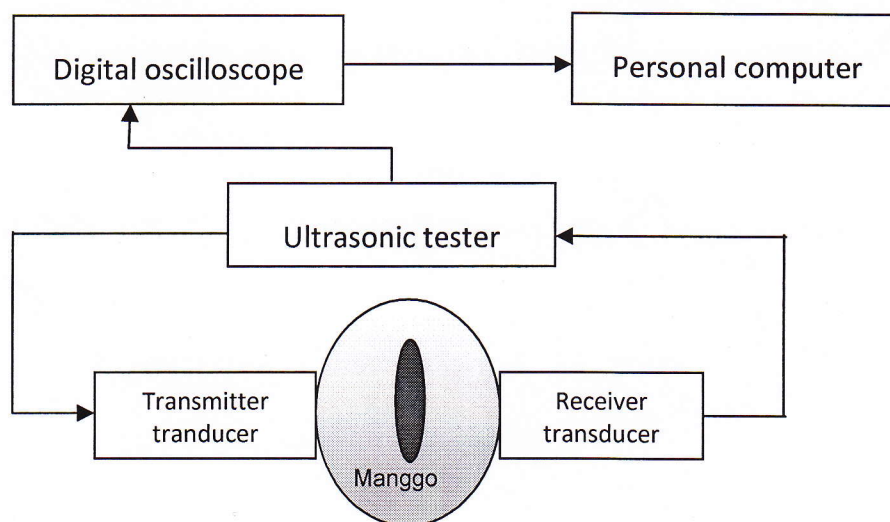 Digital oscilloscope
Personal computer
Ultrasonic tester
Transmitter
tranducer
Receiver
transducer
Manggo